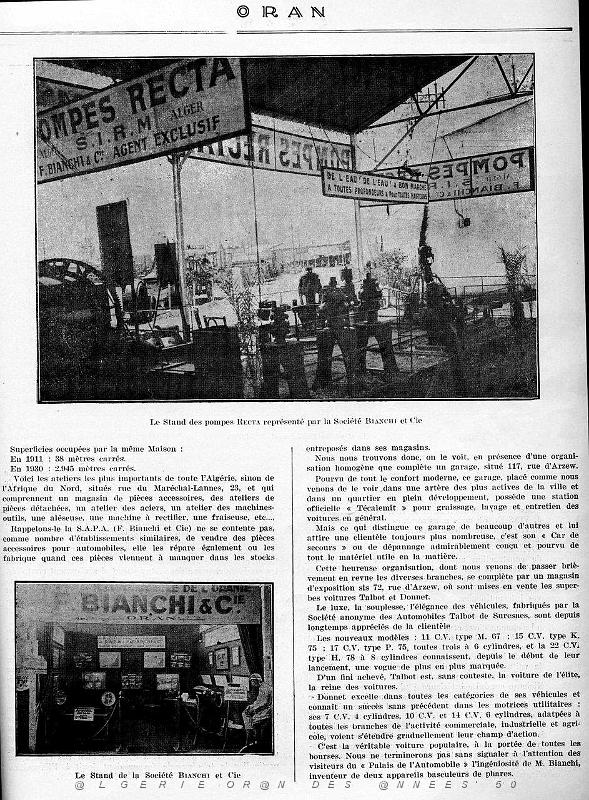 ORAN
POMPES RECTA
S.I.R.M ALGER
F. BIANCHI & Cie AGENT EXCLUSIF
POMPES RECTA
DE L'EAU DE L'EAU A BON MARCHÉ
A TOUTES PROFONDEURS &
POMPES
F. BIANCHI & C
Le Stand des pompes RECTA représenté par la Société BIANCHI et Cie
Superficies occupées par la même Maison :
En 1911 : 38 mètres carrés.
En 1930 : 2.945 mètres carrés.
Voici les ateliers les plus importants de toute l'Algérie, sinon de
l'Afrique du Nord, situés rue du Maréchal-Lannes, 23, et qui
comprennent un magasin de pièces accessoires, des ateliers de
pièces détachées, un atelier des aciers, un atelier des machines-
outils, une aléseuse, une machine à rectifier, une fraiseuse, etc...,
Rappelons-le la S.A.P.A. (F. Bianchi et Cie) ne se contente pas,
comme nombre d'établissements similaires, de vendre des pièces
accessoires pour automobiles, elle les répare également ou les
fabrique quand ces pièces viennent à manquer dans les stocks
BIANCHI & Cie
ORAN
Le Stand de la Société BIANCHI et Cie
entreposés dans ses magasins.
Nous nous trouvons donc, on le voit, en présence d'une organi-
sation homogène que complète un garage, situé 117, rue d'Arzew.
Pourvu de tout le confort moderne, ce garage, placé comme nous
venons de le voir dans une artère des plus actives de la ville et
dans un quartier en plein développement, possède une station
officielle « Técalemit » pour graissage, lavage et entretien des
voitures en général.
Mais ce qui distingue ce garage de beaucoup d'autres et lui
attire une clientèle toujours plus nombreuse, c'est son « Car de
secours » ou de dépannage admirablement conçu et pourvu de
tout le matériel utile en la matière.
Cette heureuse organisation, dont nous venons de passer briè-
vement en revue les diverses branches, se complète par un magasin
d'exposition sis 72, rue d'Arzew, où sont mises en vente les super-
bes voitures Talbot et Donnet.
Le luxe, la souplesse, l'élégance des véhicules, fabriqués par la
Société anonyme des Automobiles Talbot de Suresnes, sont depuis
longtemps appréciés de la clientèle
Les nouveaux modèles : 11 C.V. type M. 67 ; 15 C.V. type K.
75 ; 17 C.V. type P. 75, toutes trois à 6 cylindres, et la 22 C.V.
type H. 78 à 8 cylindres connaissent, depuis le début de leur
lancement, une vogue de plus en plus marquée.
D'un fini achevé, Talbot est, sans conteste, la voiture de l'élite,
la reine des voitures.
Donnet excelle dans toutes les catégories de ses véhicules et
connait un succès sans précédent dans les motrices utilitaires :
ses 7 C.V. 4 cylindres, 10 C.V. et 14 C.V. 6 cylindres, adaptées à
toutes les branches de l'activité commerciale, industrielle et agri-
cole, voient s'étendre graduellement leur champ d'action.
C'est la véritable voiture populaire, à la portée de toutes les
bourses. Nous ne terminerons pas sans signaler à l'attention des
visiteurs du « Palais de l'Automobile » l'ingéniosité de M. Bianchi,
inventeur de deux appareils basculeurs de phares.
@LGERIE OR@N DES @NNEES' 50